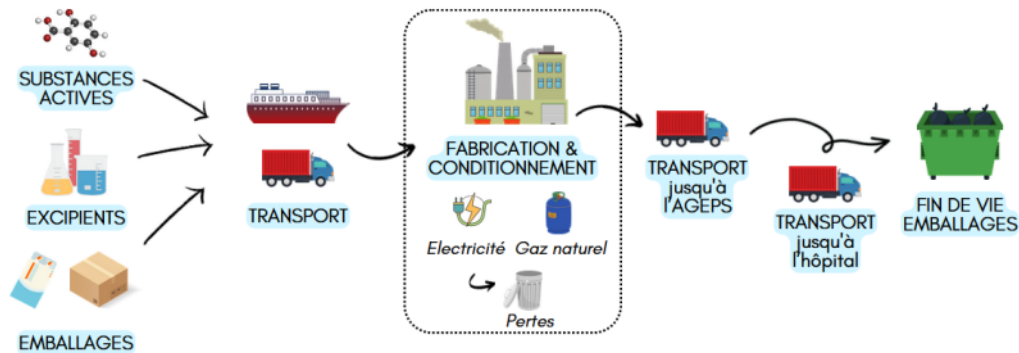 SUBSTANCES
ACTIVES
EXCIPIENTS
EMBALLAGES
TRANSPORT
FABRICATION &
CONDITIONNEMENT
Electricité
Gaz naturel
Pertes
TRANSPORT
jusqu'à
l'AGEPS
TRANSPORT
jusqu'à
l'hôpital
FIN DE VIE
EMBALLAGES